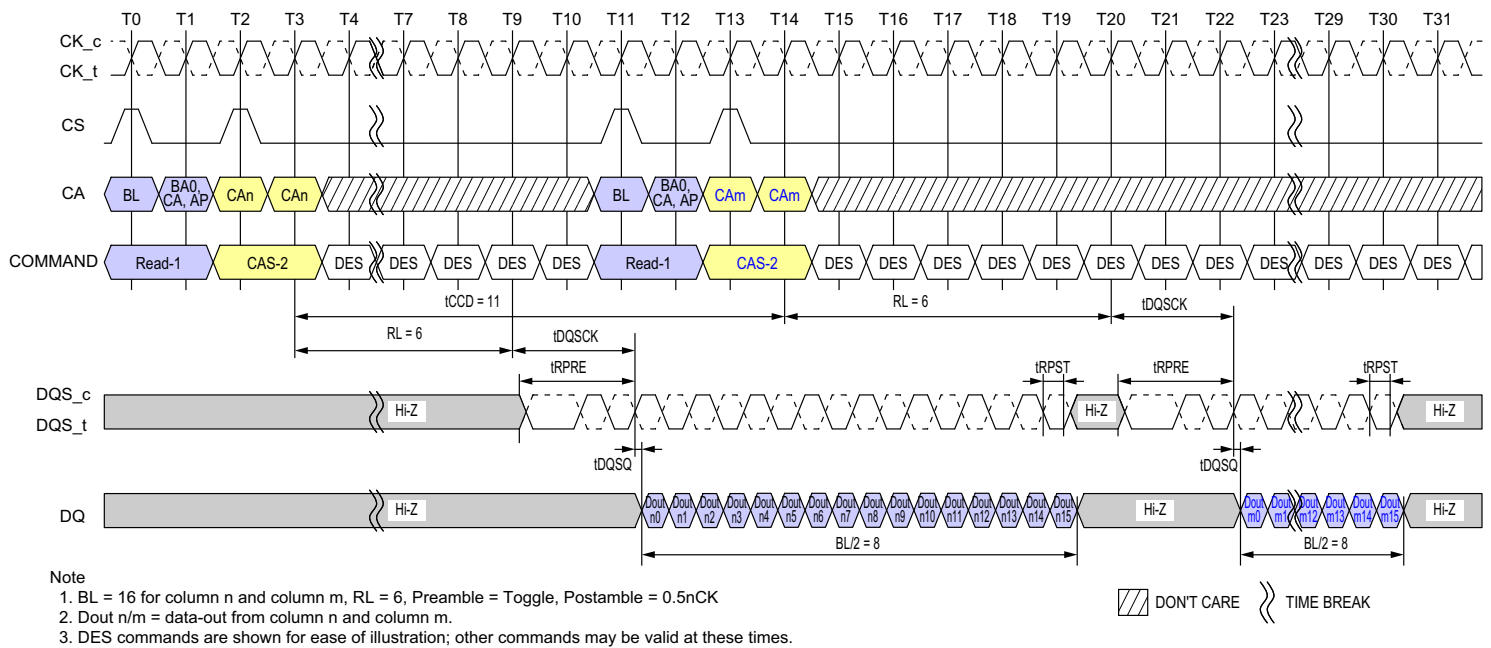 T0 T1 T2 T3 T4 T7 T8 T9 T10 T11 T12 T13 T14 T15 T16 T17 T18 T19 T20 T21 T22 T23 T29 T30 T31
CK_c
CK_t
CS
CA BL BA0, CA, AP CAn CAn BL BA0, CA, AP CAm CAm
COMMAND Read-1 CAS-2 DES DES DES DES DES Read-1 CAS-2 DES DES DES DES DES DES DES DES DES DES DES DES
tCCD = 11 RL = 6 tDQSCK
RL = 6 tDQSCK
tRPRE tRPST tRPRE tRPST
DQS_c
DQS_t
Hi-Z Hi-Z Hi-Z
tDQSQ tDQSQ
DQ Hi-Z Dout n0 Dout n1 Dout n2 Dout n3 Dout n4 Dout n5 Dout n6 Dout n7 Dout n8 Dout n9 Dout n10 Dout n11 Dout n12 Dout n13 Dout n14 Dout n15 Hi-Z Dout m0 Dout m1 Dout m12 Dout m13 Dout m14 Dout m15 Hi-Z
BL/2 = 8 BL/2 = 8
Note
1. BL = 16 for column n and column m, RL = 6, Preamble = Toggle, Postamble = 0.5nCK
2. Dout n/m = data-out from column n and column m.
3. DES commands are shown for ease of illustration; other commands may be valid at these times.
DON'T CARE TIME BREAK